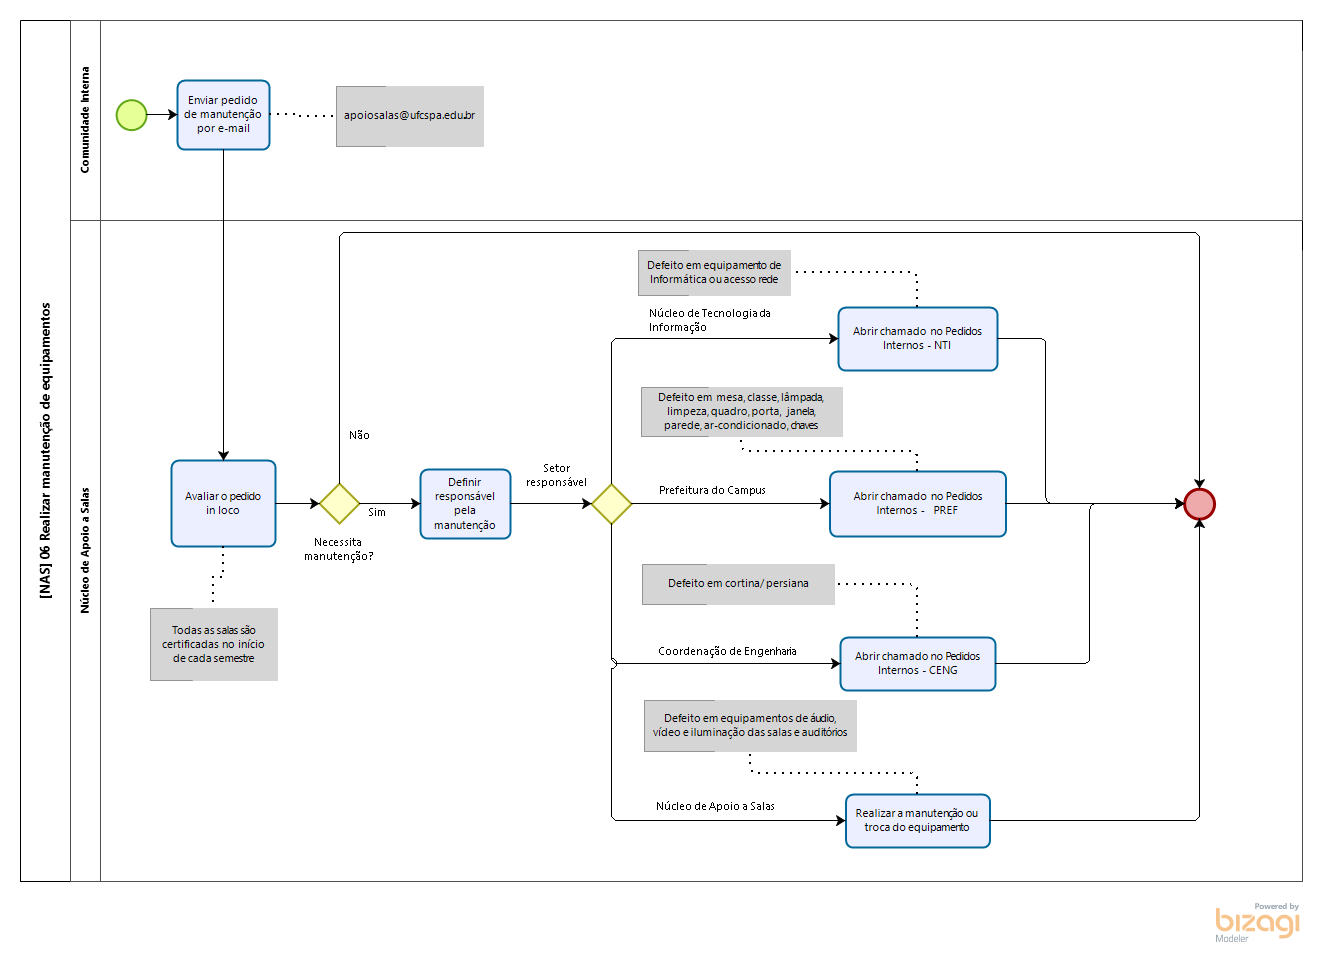 [NAS] 06 Realizar manutenção de equipamentos
Comunidade Interna
Enviar pedido
de manutenção
por e-mail
apoiosalas@ufcspa.edu.br
Núcleo de Apoio a Salas
Defeito em equipamento de
Informática ou acesso rede
Núcleo de Tecnologia da
Informação
Abrir chamado no Pedidos
Internos - NTI
Defeito em mesa, classe, lâmpada,
limpeza, quadro, porta, janela,
parede, ar-condicionado, chaves
Não
Avaliar o pedido
in loco
Sim
Necessita
manutenção?
Definir
responsável
pela
manutenção
Setor
responsável
Prefeitura do Campus
Abrir chamado no Pedidos
Internos - PREF
Todas as salas são
certificadas no início
de cada semestre
Defeito em cortina/ persiana
Coordenação de Engenharia
Abrir chamado no Pedidos
Internos - CENG
Defeito em equipamentos de áudio,
vídeo e iluminação das salas e auditórios
Núcleo de Apoio a Salas
Realizar a manutenção ou
troca do equipamento
Powered by
bizagi
Modeler